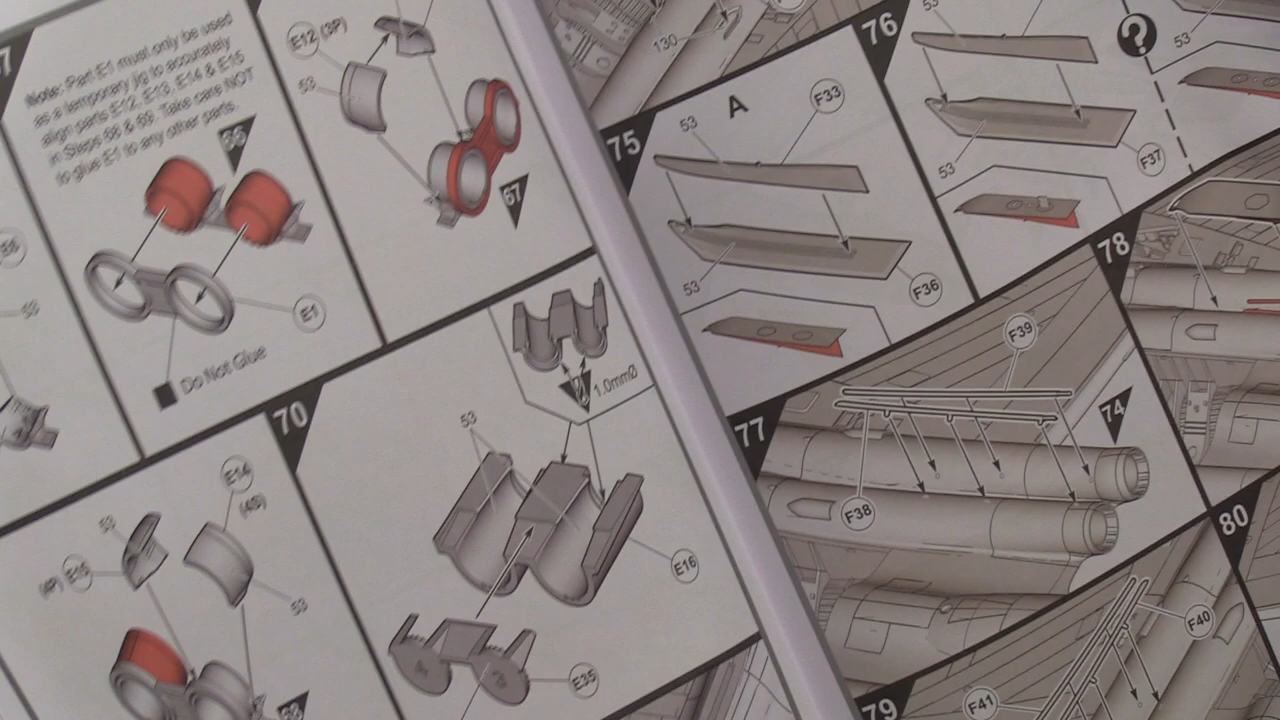 Note: Part E1 must only be used
as a temporary jig to accurately
align parts E12, E13, E14 & E15
in Steps 68 & 69. Take care NOT
to glue E1 to any other parts.
66
E1
Do Not Glue
53
E12 (3P)
53
67
70
53
1.0mmØ
E16
E35
E14
(4S)
53
(4P) E15
53
130
75
A
53
F33
53
F36
76
53
53
F37
?
53
77
F39
F38
74
78
79
F41
80
F40